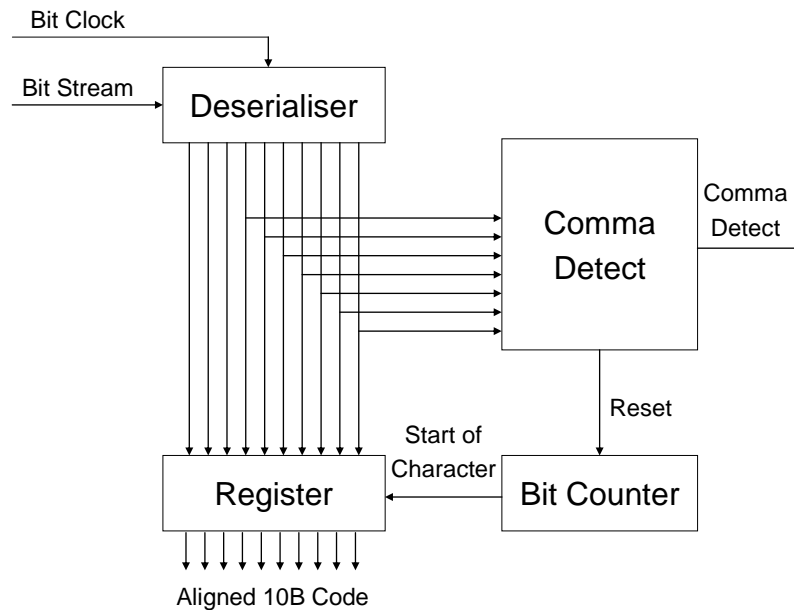 Bit Clock
Bit Stream
Deserialiser
Comma
Detect
Comma
Detect
Reset
Start of
Character
Register
Bit Counter
Aligned 10B Code